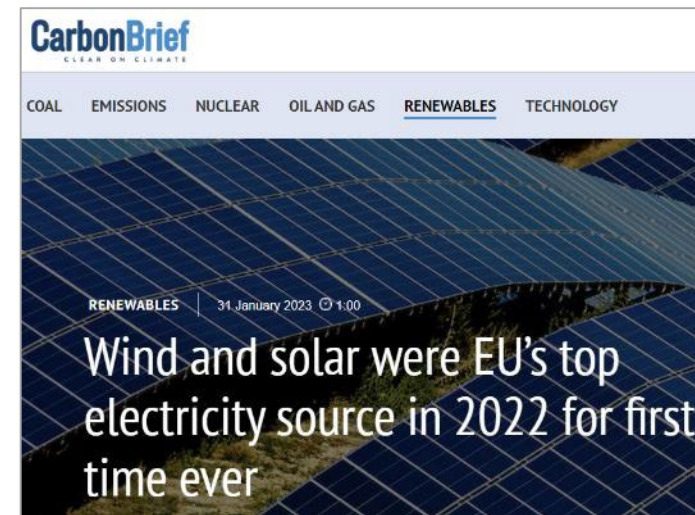 CarbonBrief
CLEAR ON CLIMATE
COAL EMISSIONS NUCLEAR OIL AND GAS RENEWABLES TECHNOLOGY
RENEWABLES | 31 January 2023 1:00
Wind and solar were EU's top
electricity source in 2022 for first
time ever